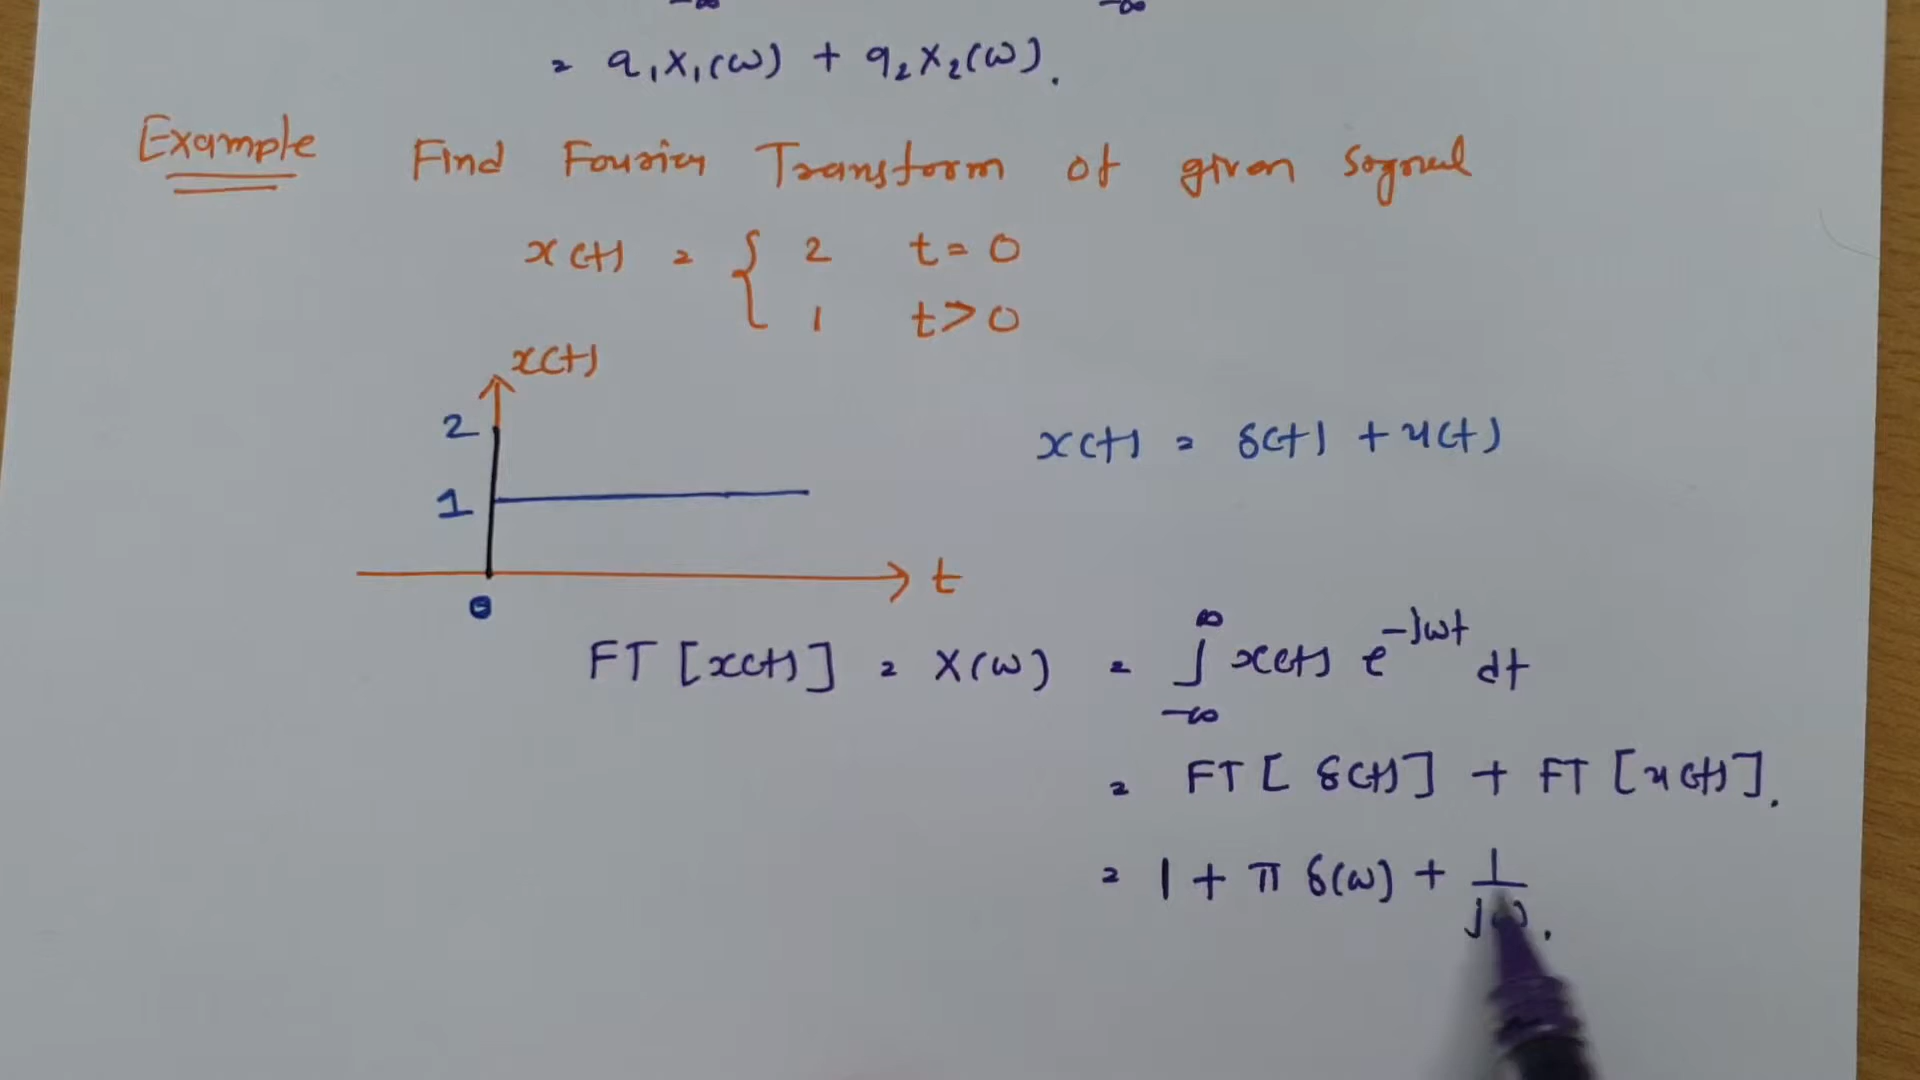 -∞ -∞
= a₁X₁(ω) + a₂X₂(ω).
Example Find Fourier Transform of given signal
x(t) = { 2 t = 0
1 t > 0
x(t)
2
x(t) = δ(t) + u(t)
1
t
0
FT [x(t)] = X(ω) = ∫_{-∞}^{∞} x(t) e^{-jωt} dt
= FT [ δ(t)] + FT [u(t)].
= 1 + π δ(ω) + 1/jω.